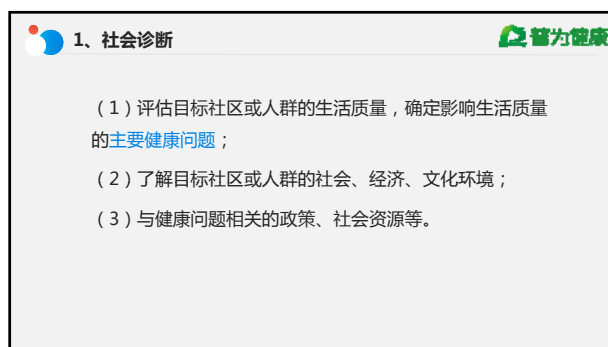 1、社会诊断
普为健康
（1）评估目标社区或人群的生活质量，确定影响生活质量
的主要健康问题；
（2）了解目标社区或人群的社会、经济、文化环境；
（3）与健康问题相关的政策、社会资源等。